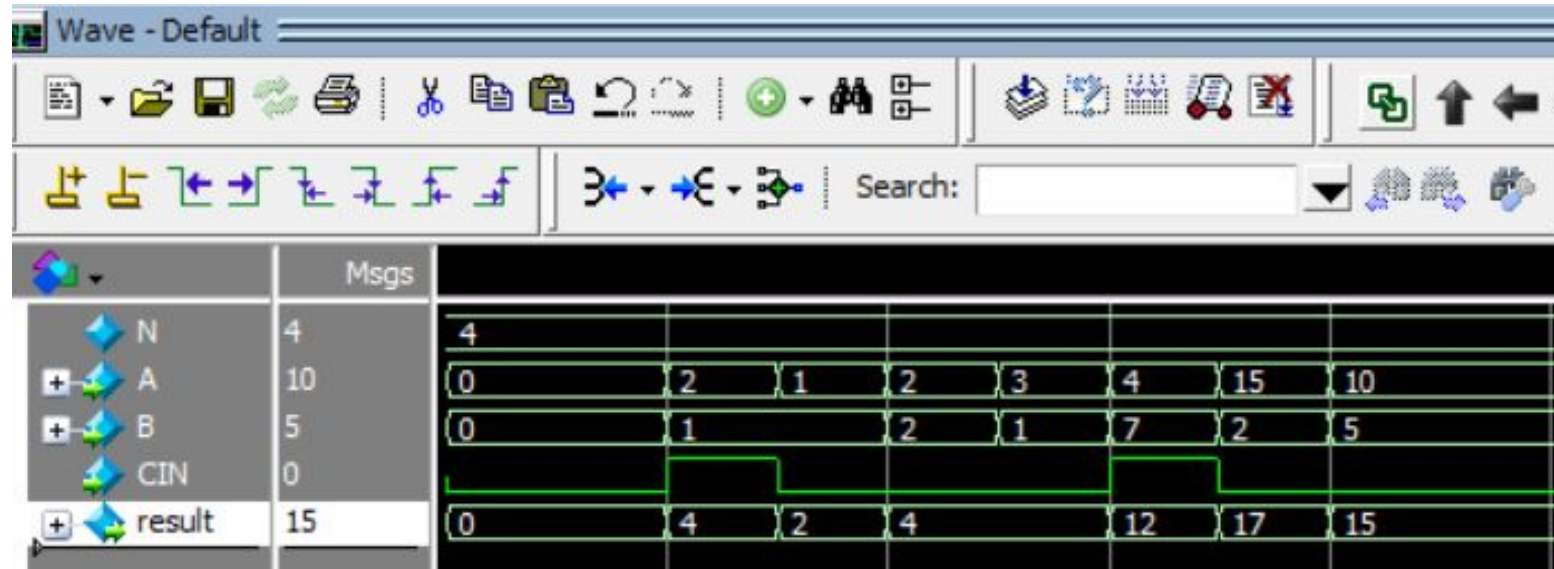 Wave - Default
Search:
Msgs
N 4 4
A 10 0 2 1 2 3 4 15 10
B 5 0 1 2 1 7 2 5
CIN 0
result 15 0 4 2 4 12 17 15